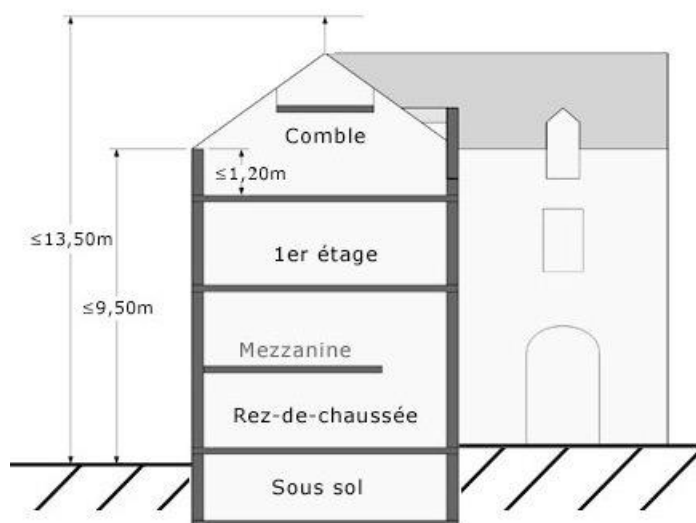 Comble
≤1,20m
≤13,50m
1er étage
≤9,50m
Mezzanine
Rez-de-chaussée
Sous sol